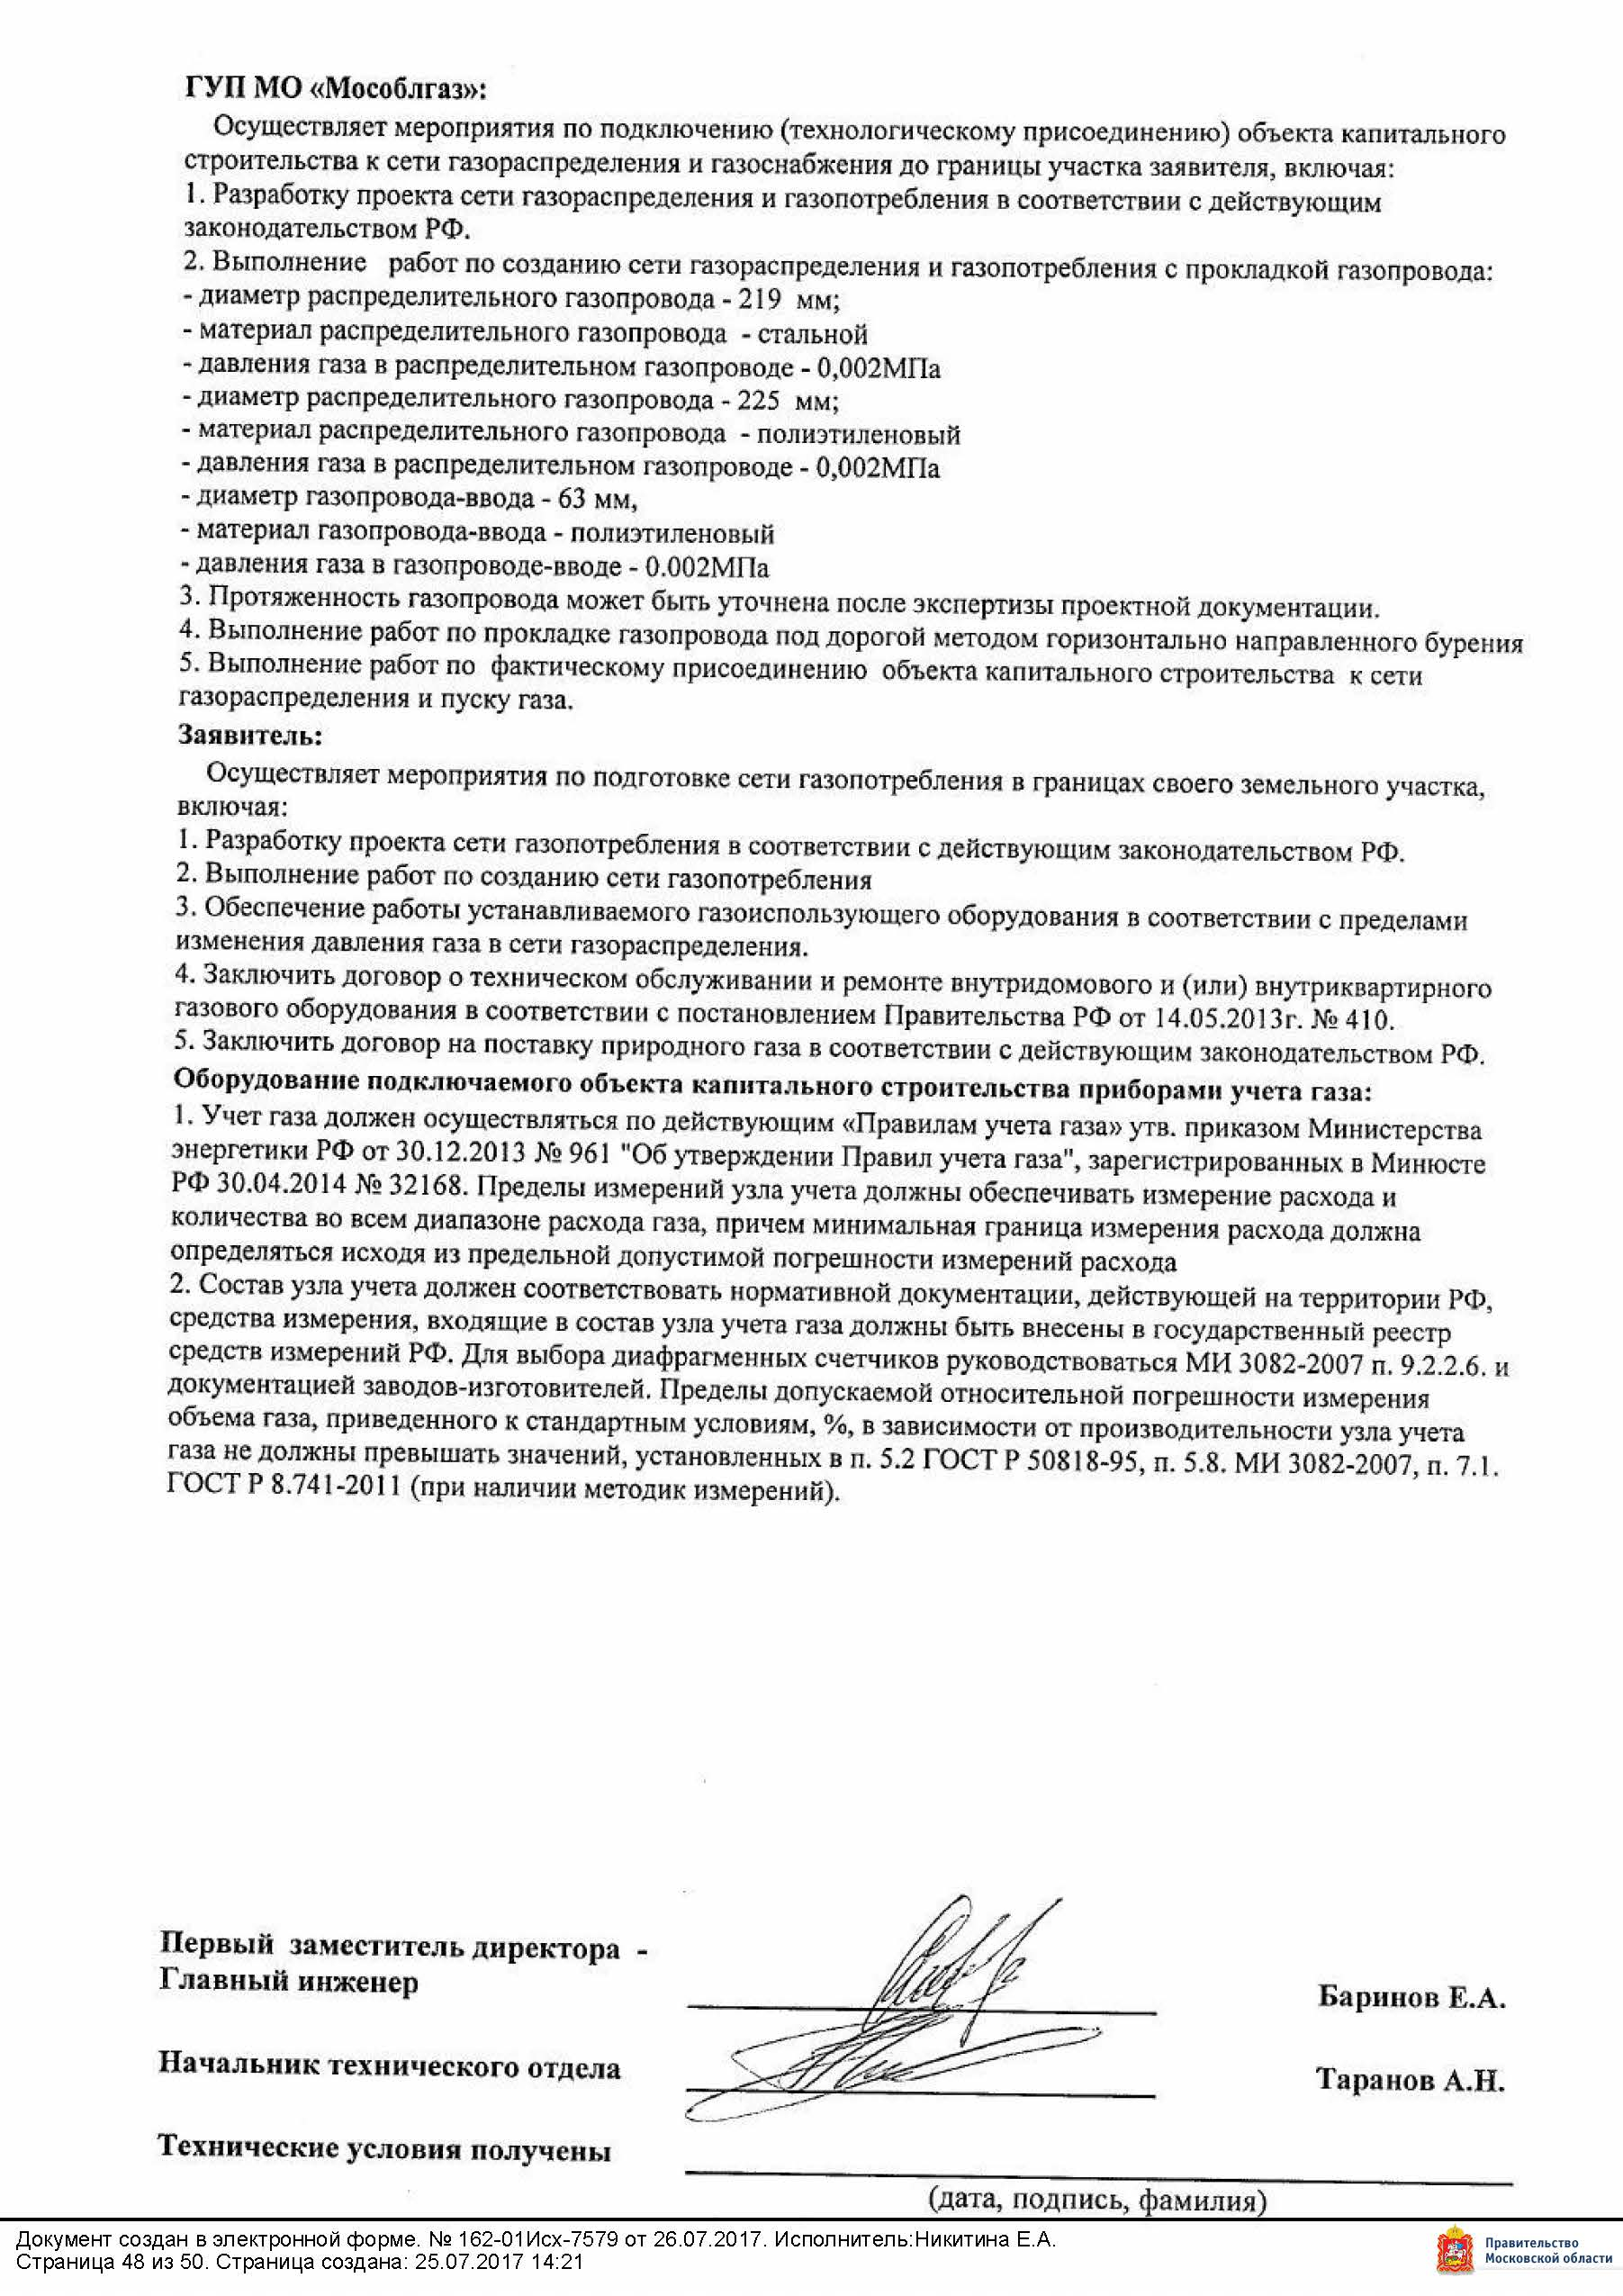 ГУП МО «Мособлгаз»:
Осуществляет мероприятия по подключению (технологическому присоединению) объекта капитального
строительства к сети газораспределения и газоснабжения до границы участка заявителя, включая:
1. Разработку проекта сети газораспределения и газопотребления в соответствии с действующим
законодательством РФ.
2. Выполнение работ по созданию сети газораспределения и газопотребления с прокладкой газопровода:
- диаметр распределительного газопровода - 219 мм;
- материал распределительного газопровода - стальной
- давления газа в распределительном газопроводе - 0,002МПа
- диаметр распределительного газопровода - 225 мм;
- материал распределительного газопровода - полиэтиленовый
- давления газа в распределительном газопроводе - 0,002МПа
- диаметр газопровода-ввода - 63 мм,
- материал газопровода-ввода - полиэтиленовый
- давления газа в газопроводе-вводе - 0.002МПа
3. Протяженность газопровода может быть уточнена после экспертизы проектной документации.
4. Выполнение работ по прокладке газопровода под дорогой методом горизонтально направленного бурения
5. Выполнение работ по фактическому присоединению объекта капитального строительства к сети
газораспределения и пуску газа.
Заявитель:
Осуществляет мероприятия по подготовке сети газопотребления в границах своего земельного участка,
включая:
1. Разработку проекта сети газопотребления в соответствии с действующим законодательством РФ.
2. Выполнение работ по созданию сети газопотребления
3. Обеспечение работы устанавливаемого газоиспользующего оборудования в соответствии с пределами
изменения давления газа в сети газораспределения.
4. Заключить договор о техническом обслуживании и ремонте внутридомового и (или) внутриквартирного
газового оборудования в соответствии с постановлением Правительства РФ от 14.05.2013г. № 410.
5. Заключить договор на поставку природного газа в соответствии с действующим законодательством РФ.
Оборудование подключаемого объекта капитального строительства приборами учета газа:
1. Учет газа должен осуществляться по действующим «Правилам учета газа» утв. приказом Министерства
энергетики РФ от 30.12.2013 № 961 "Об утверждении Правил учета газа", зарегистрированных в Минюсте
РФ 30.04.2014 № 32168. Пределы измерений узла учета должны обеспечивать измерение расхода и
количества во всем диапазоне расхода газа, причем минимальная граница измерения расхода должна
определяться исходя из предельной допустимой погрешности измерений расхода
2. Состав узла учета должен соответствовать нормативной документации, действующей на территории РФ,
средства измерения, входящие в состав узла учета газа должны быть внесены в государственный реестр
средств измерений РФ. Для выбора диафрагменных счетчиков руководствоваться МИ 3082-2007 п. 9.2.2.6. и
документацией заводов-изготовителей. Пределы допускаемой относительной погрешности измерения
объема газа, приведенного к стандартным условиям, %, в зависимости от производительности узла учета
газа не должны превышать значений, установленных в п. 5.2 ГОСТ Р 50818-95, п. 5.8. МИ 3082-2007, п. 7.1.
ГОСТ Р 8.741-2011 (при наличии методик измерений).
Первый заместитель директора -
Главный инженер
Баринов Е.А.
Начальник технического отдела
Таранов А.Н.
Технические условия получены
(дата, подпись, фамилия)
Документ создан в электронной форме. № 162-01Исх-7579 от 26.07.2017. Исполнитель:Никитина Е.А.
Страница 48 из 50. Страница создана: 25.07.2017 14:21
Правительство
Московской области